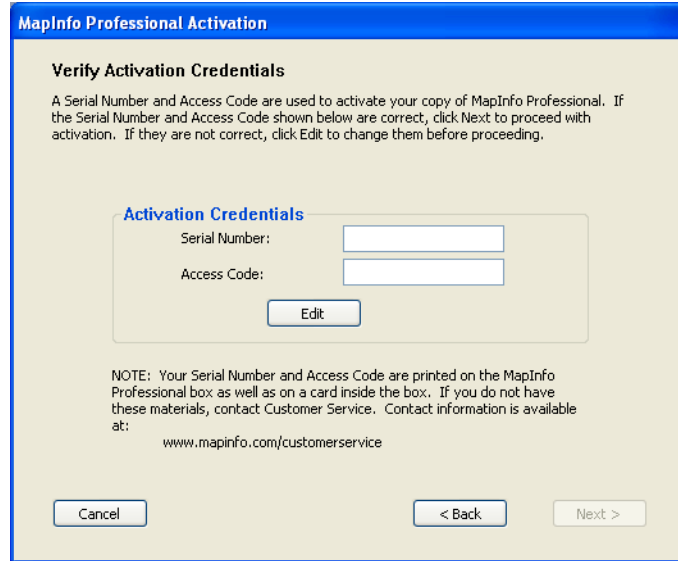 MapInfo Professional Activation
Verify Activation Credentials
A Serial Number and Access Code are used to activate your copy of MapInfo Professional. If
the Serial Number and Access Code shown below are correct, click Next to proceed with
activation. If they are not correct, click Edit to change them before proceeding.
Activation Credentials
Serial Number:
Access Code:
Edit
NOTE: Your Serial Number and Access Code are printed on the MapInfo
Professional box as well as on a card inside the box. If you do not have
these materials, contact Customer Service. Contact information is available
at:
www.mapinfo.com/customerservice
Cancel
< Back
Next >